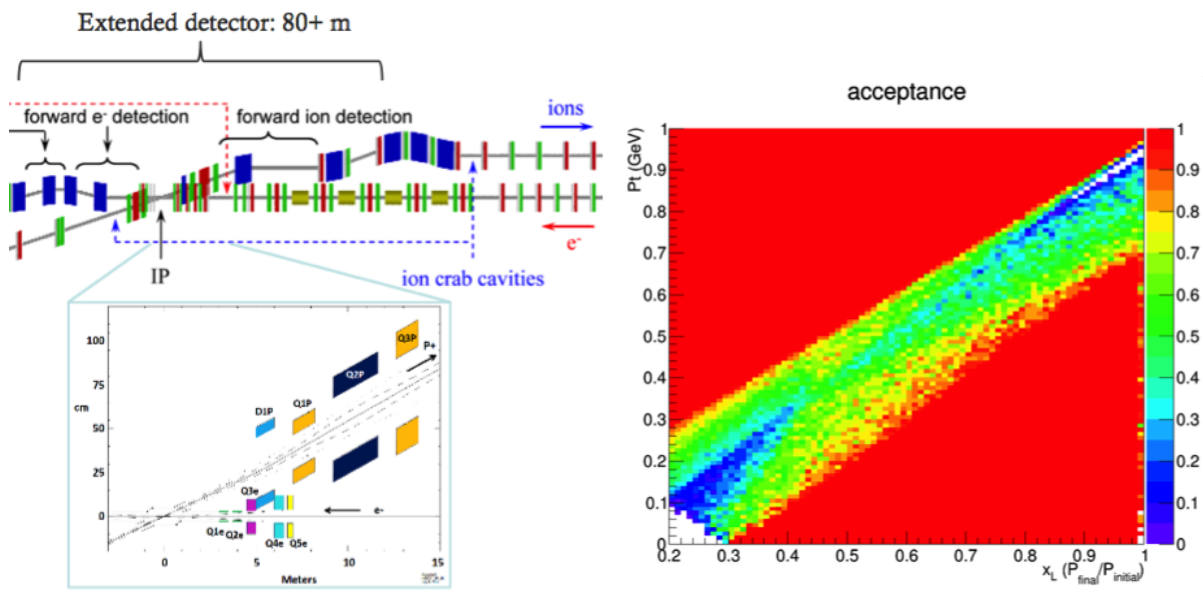 Extended detector: 80+ m
forward e⁻ detection
forward ion detection
ions
e⁻
IP
ion crab cavities
100
75
cm
50
25
0
Q3P
P+
Q2P
Q1P
D1P
Q3e
e-
Q1e
Q2e
Q4e
Q5e
0
5
10
15
Meters
acceptance
Pt (GeV)
1
0.9
0.8
0.7
0.6
0.5
0.4
0.3
0.2
0.1
0
0.2
0.3
0.4
0.5
0.6
0.7
0.8
0.9
1
x_L (P_final/P_initial)
1
0.9
0.8
0.7
0.6
0.5
0.4
0.3
0.2
0.1
0